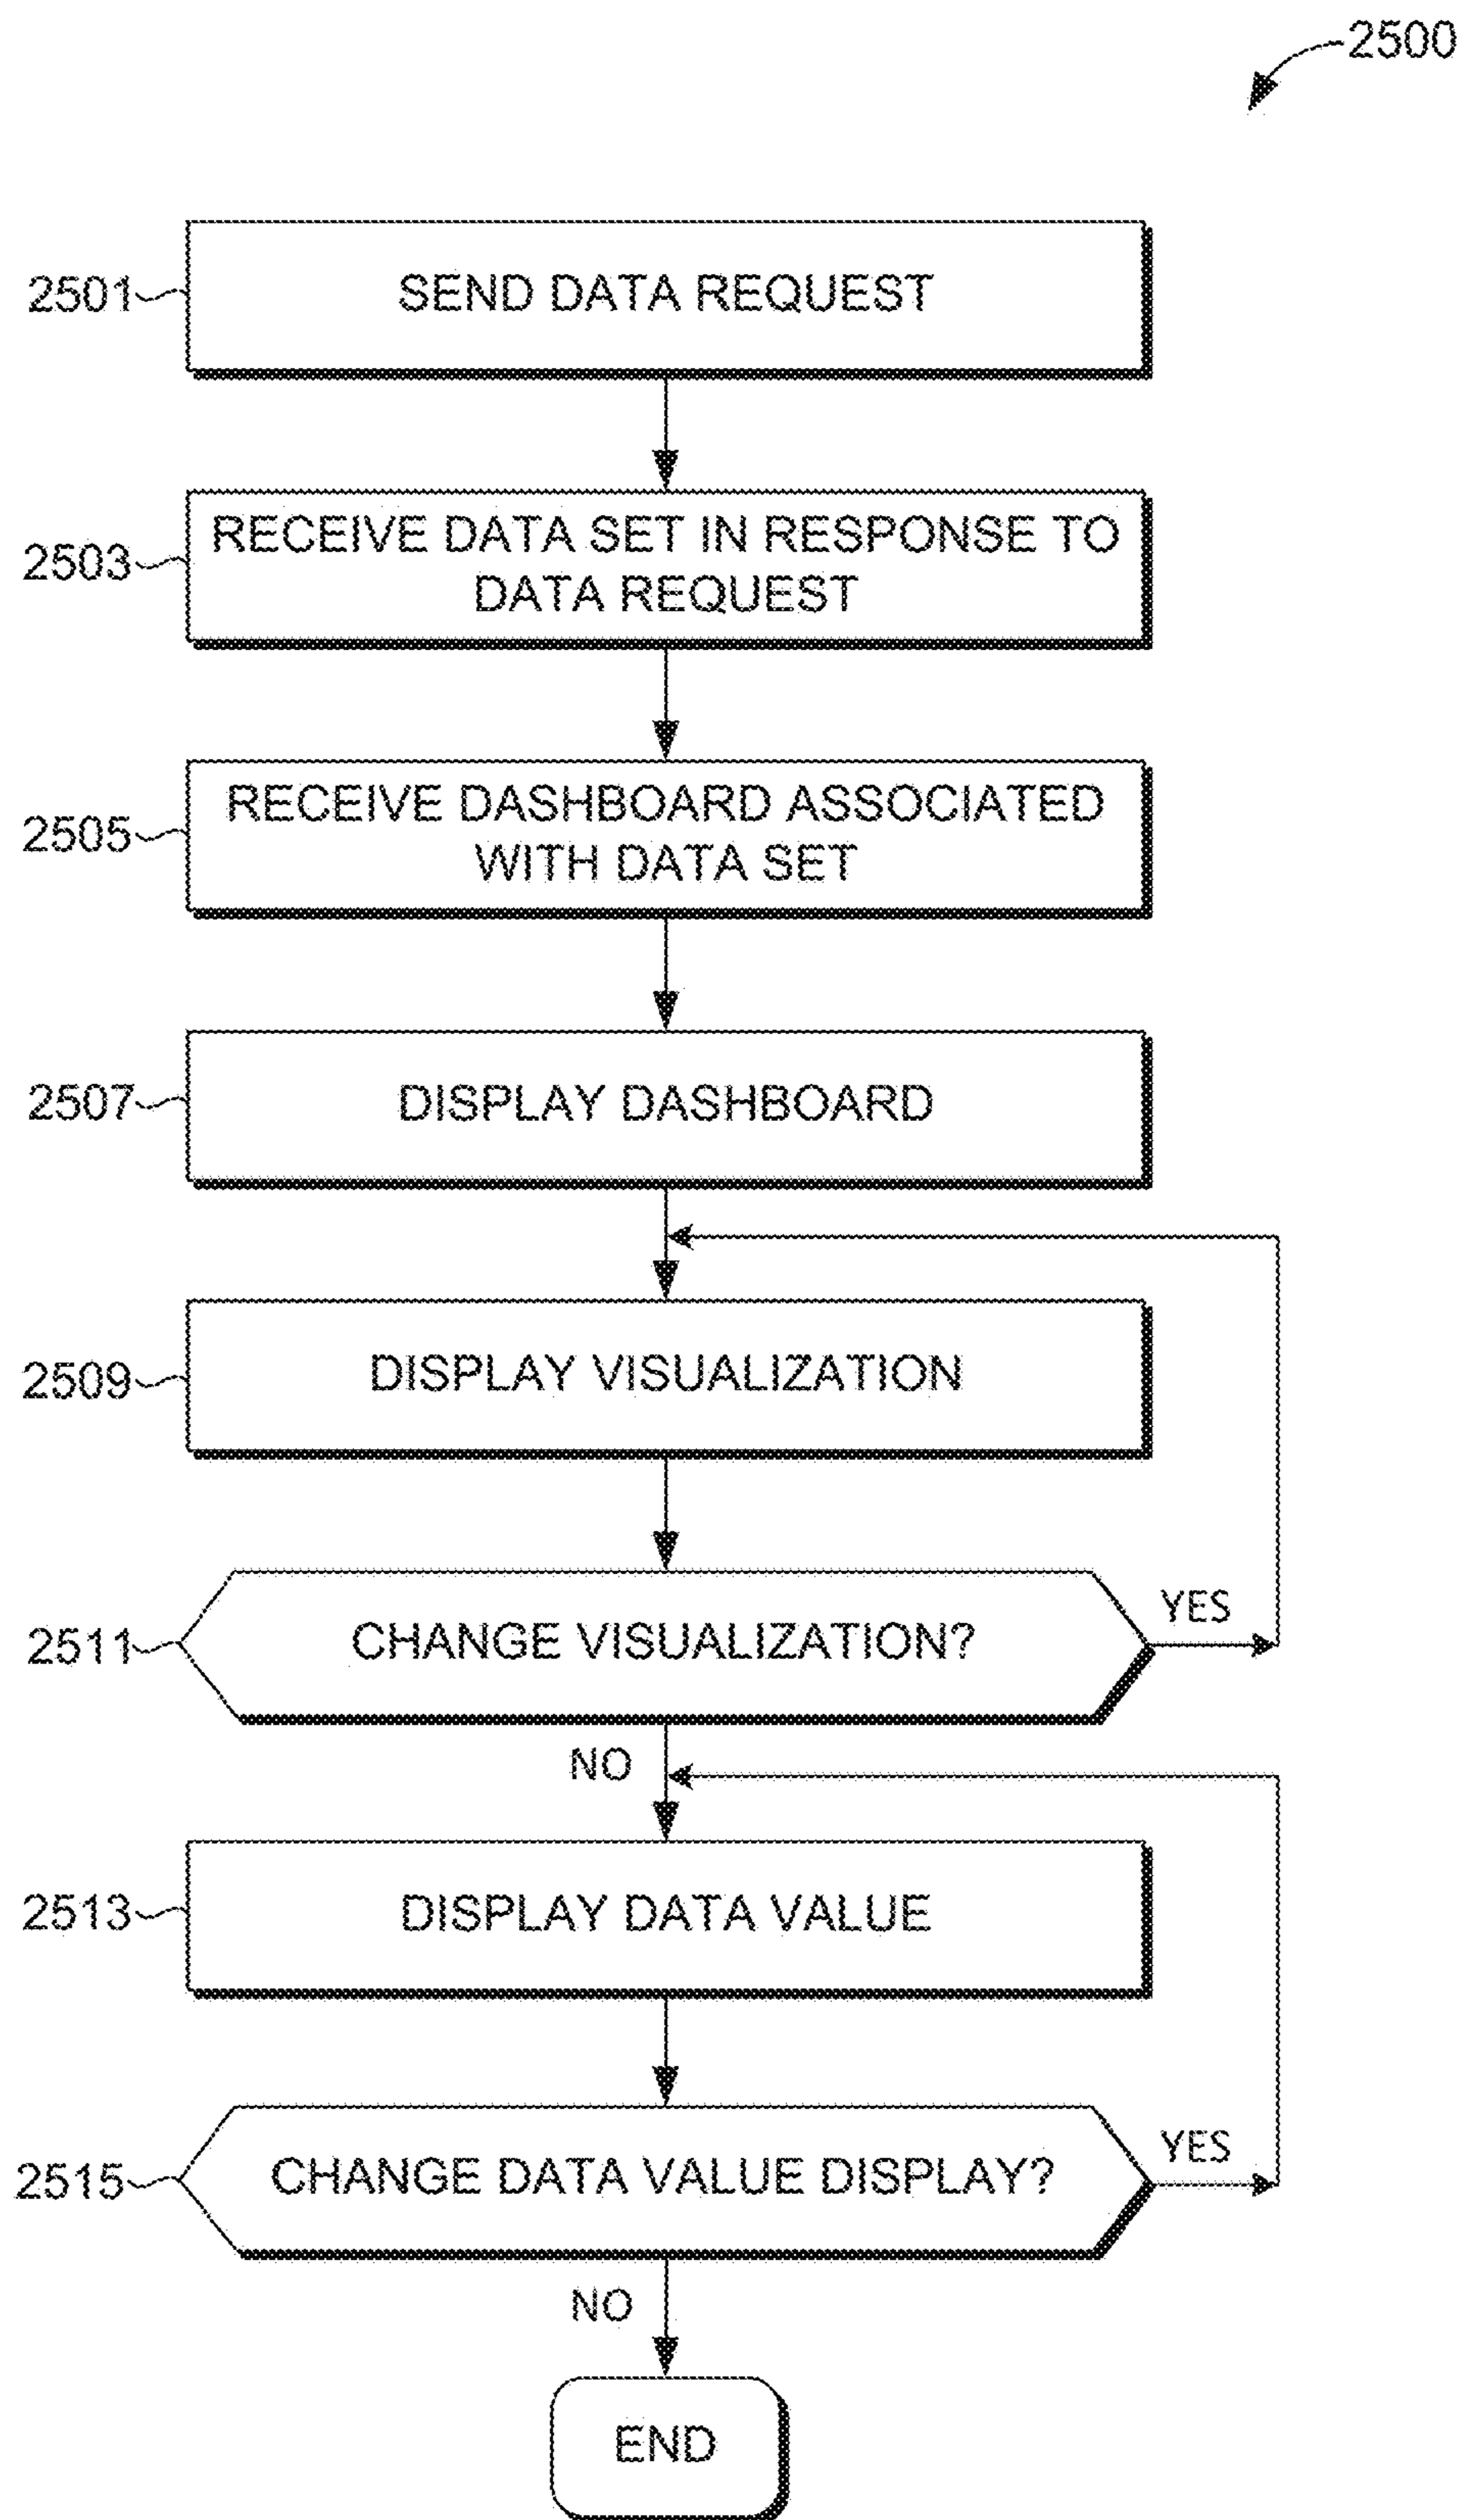 2500
2501
SEND DATA REQUEST
2503
RECEIVE DATA SET IN RESPONSE TO
DATA REQUEST
2505
RECEIVE DASHBOARD ASSOCIATED
WITH DATA SET
2507
DISPLAY DASHBOARD
2509
DISPLAY VISUALIZATION
2511
CHANGE VISUALIZATION?
YES
NO
2513
DISPLAY DATA VALUE
2515
CHANGE DATA VALUE DISPLAY?
YES
NO
END